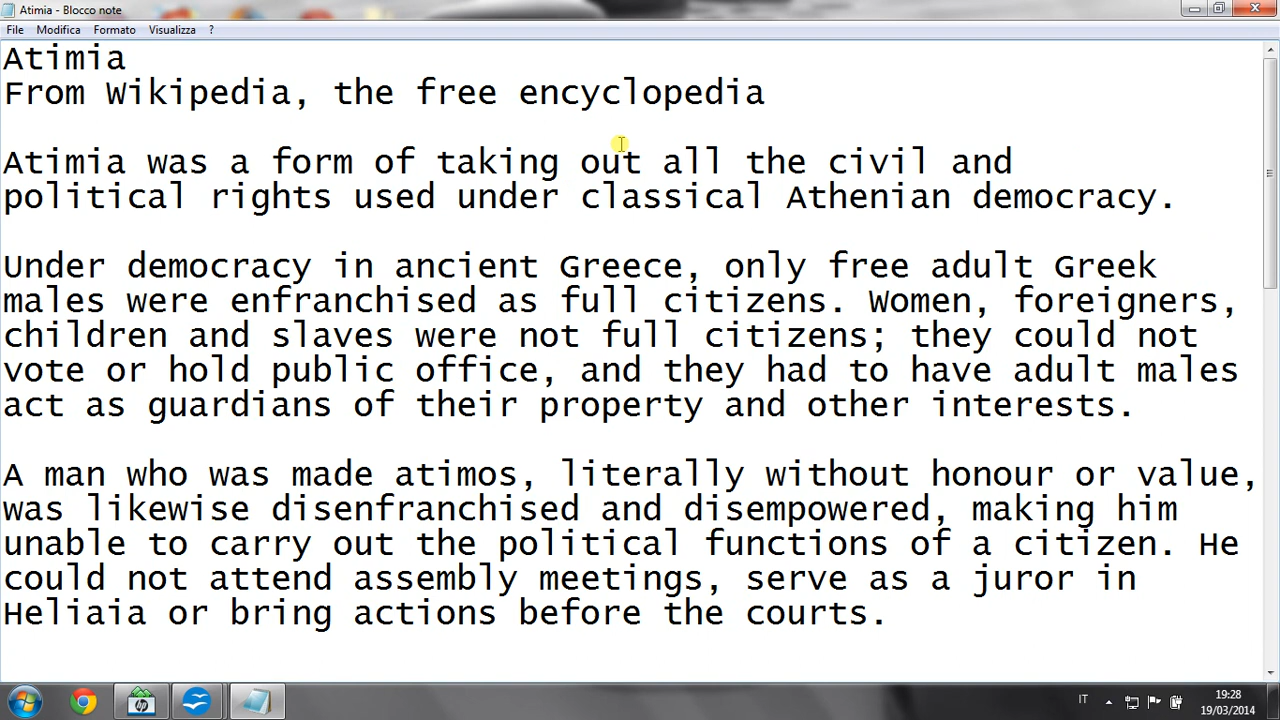 Atimia - Blocco note
File Modifica Formato Visualizza ?
Atimia
From Wikipedia, the free encyclopedia
Atimia was a form of taking out all the civil and
political rights used under classical Athenian democracy.
Under democracy in ancient Greece, only free adult Greek
males were enfranchised as full citizens. Women, foreigners,
children and slaves were not full citizens; they could not
vote or hold public office, and they had to have adult males
act as guardians of their property and other interests.
A man who was made atimos, literally without honour or value,
was likewise disenfranchised and disempowered, making him
unable to carry out the political functions of a citizen. He
could not attend assembly meetings, serve as a juror in
Heliaia or bring actions before the courts.
hp
IT
19:28
19/03/2014